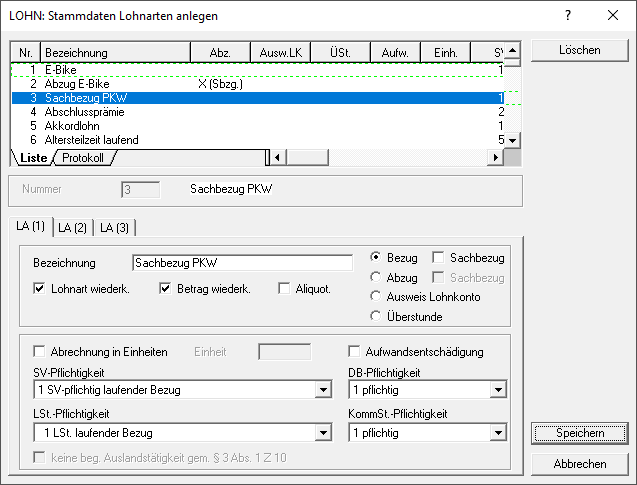 LOHN: Stammdaten Lohnarten anlegen ? ×
Nr. Bezeichnung Abz. Ausw.LK ÜSt. Aufw. Einh. SV
1 E-Bike 1
2 Abzug E-Bike X (Sbzg.)
3 Sachbezug PKW 1
4 Abschlussprämie 2
5 Akkordlohn 1
6 Altersteilzeit laufend 5
Liste Protokoll
Löschen
Nummer 3 Sachbezug PKW
LA (1) LA (2) LA (3)
Bezeichnung Sachbezug PKW
Lohnart wiederk. Betrag wiederk. Aliquot.
Bezug Sachbezug
Abzug Sachbezug
Ausweis Lohnkonto
Überstunde
Abrechnung in Einheiten Einheit Aufwandsentschädigung
SV-Pflichtigkeit DB-Pflichtigkeit
1 SV-pflichtig laufender Bezug 1 pflichtig
LSt.-Pflichtigkeit KommSt.-Pflichtigkeit
1 LSt. laufender Bezug 1 pflichtig
keine beg. Auslandstätigkeit gem. § 3 Abs. 1 Z 10
Speichern
Abbrechen